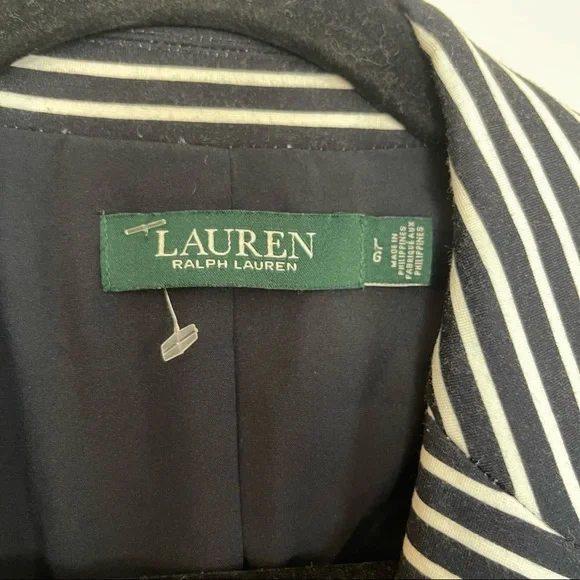 LAUREN
RALPH LAUREN
MADE IN
PHILIPPINES
FABRIQUÉ AUX
PHILIPPINES